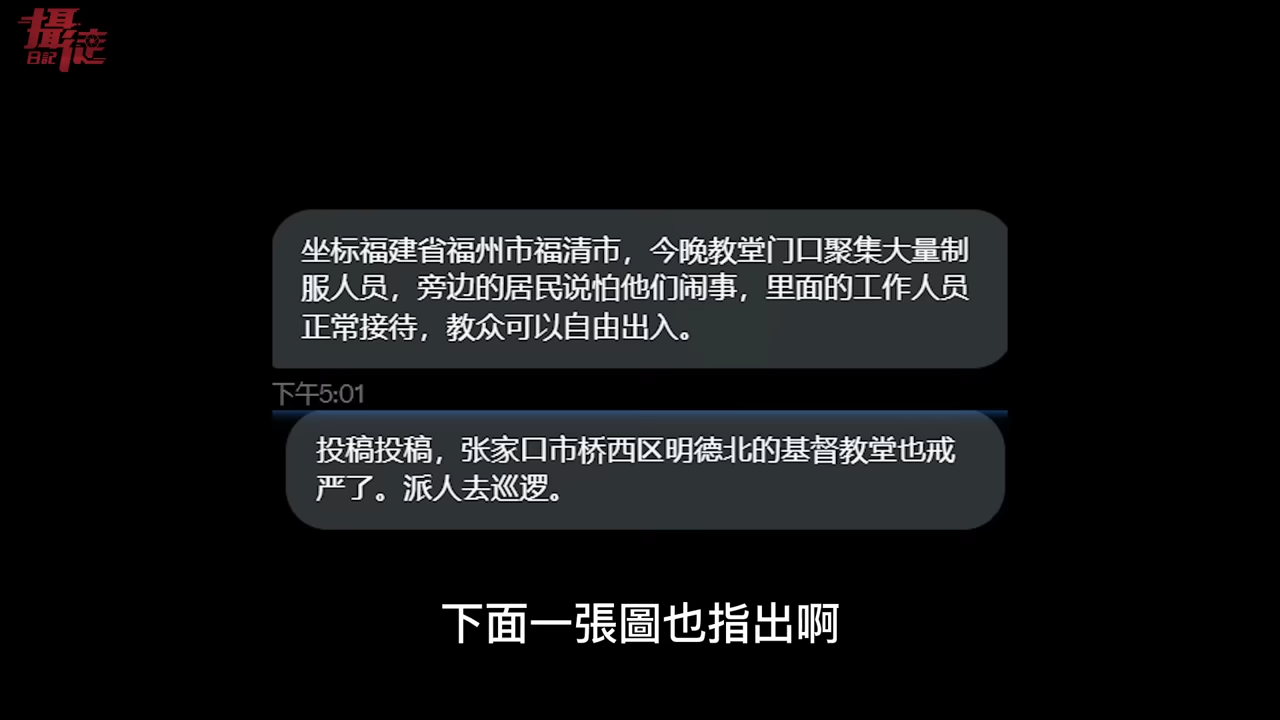 攝徒
日記
坐标福建省福州市福清市，今晚教堂门口聚集大量制
服人员，旁边的居民说怕他们闹事，里面的工作人员
正常接待，教众可以自由出入。
下午5:01
投稿投稿，张家口市桥西区明德北的基督教堂也戒
严了。派人去巡逻。
下面一張圖也指出啊